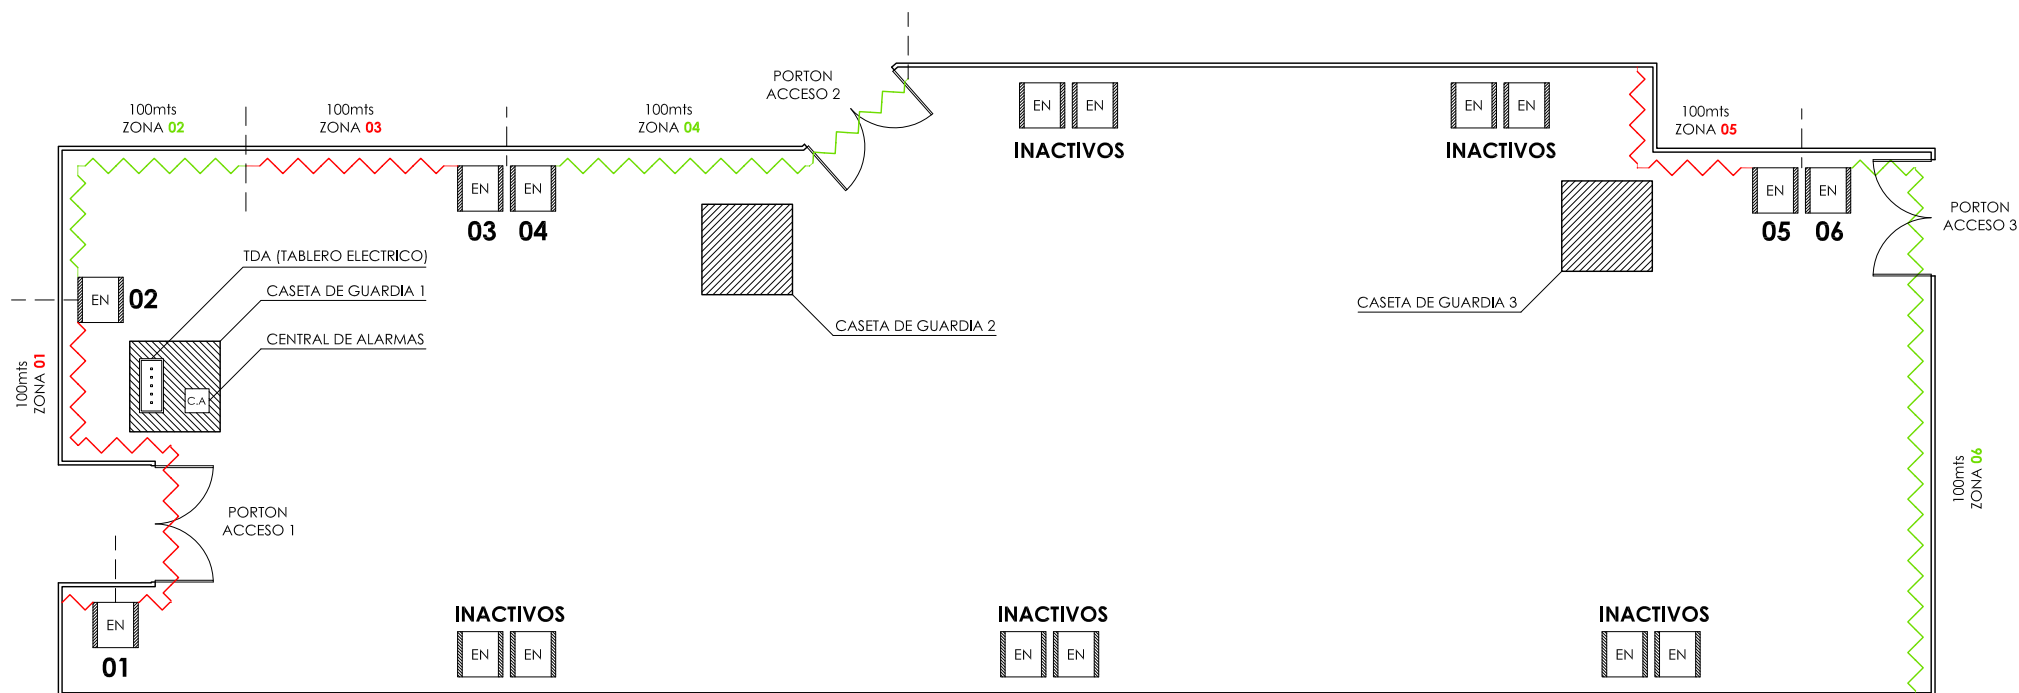 PORTON
ACCESO 2
100mts
ZONA 02
100mts
ZONA 03
100mts
ZONA 04
EN
EN
INACTIVOS
EN
EN
INACTIVOS
100mts
ZONA 05
EN
03
EN
04
EN
05
EN
06
PORTON
ACCESO 3
TDA (TABLERO ELECTRICO)
CASETA DE GUARDIA 1
CENTRAL DE ALARMAS
EN
02
CASETA DE GUARDIA 2
CASETA DE GUARDIA 3
100mts
ZONA 01
C.A
PORTON
ACCESO 1
100mts
ZONA 06
EN
01
INACTIVOS
EN
EN
INACTIVOS
EN
EN
INACTIVOS
EN
EN